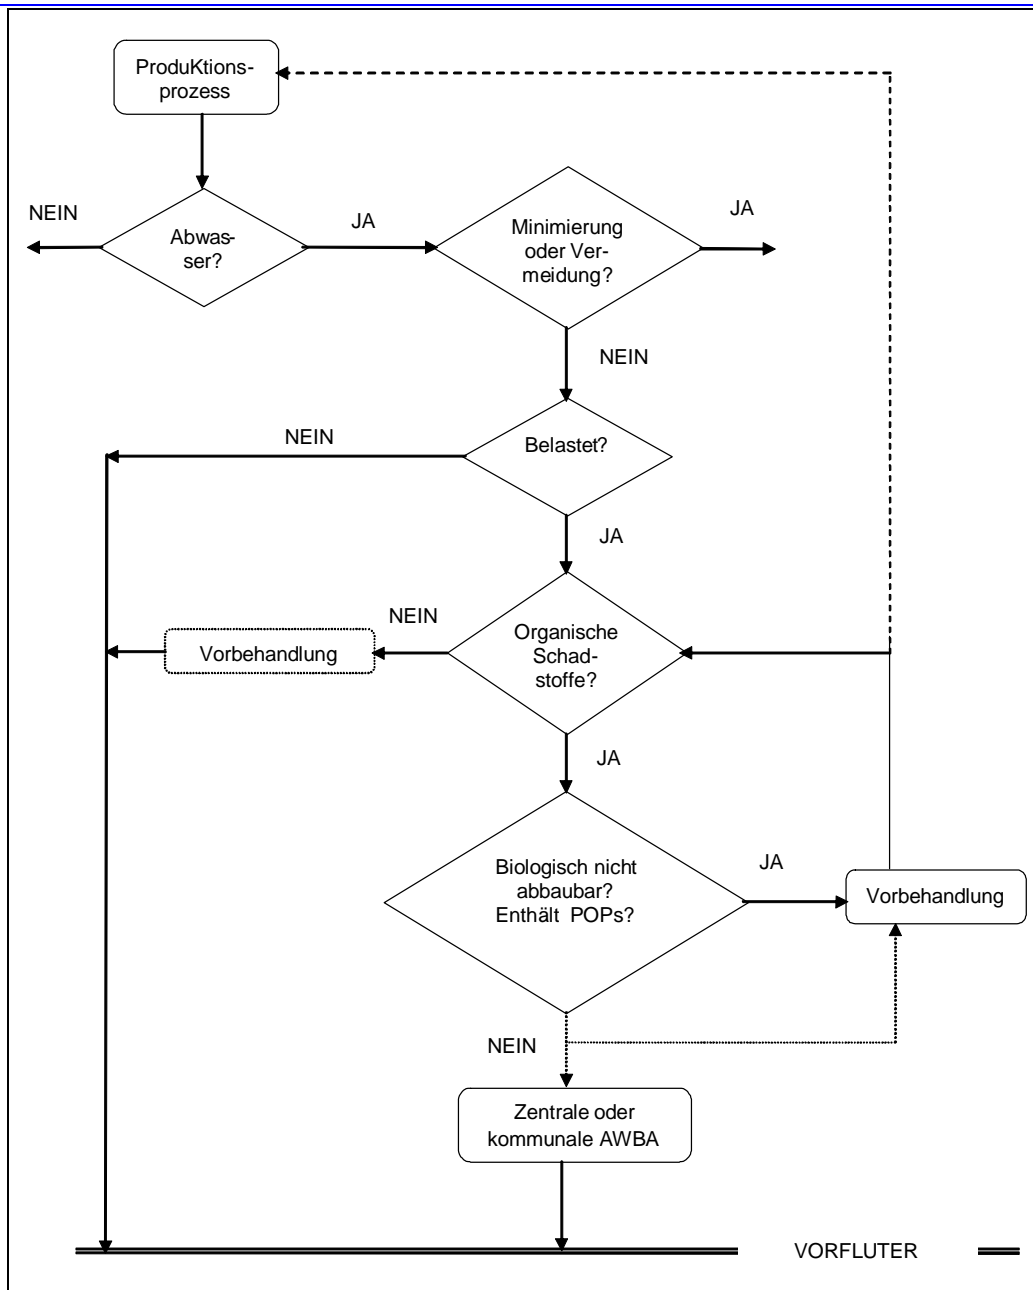 ProduKtions-
prozess
NEIN
Abwas-
ser?
JA
Minimierung
oder Ver-
meidung?
JA
NEIN
NEIN
Belastet?
JA
NEIN
Vorbehandlung
Organische
Schad-
stoffe?
JA
Biologisch nicht
abbaubar?
Enthält POPs?
JA
Vorbehandlung
NEIN
Zentrale oder
kommunale AWBA
VORFLUTER